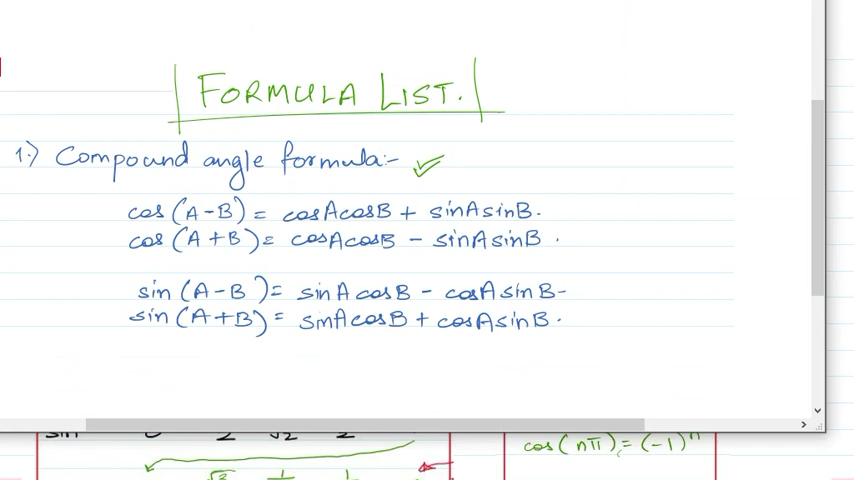 FORMULA LIST.
1.) Compound angle formula:- ✓
cos (A-B) = cosAcosB + sinAsinB.
cos (A+B)= cosAcosB - sinAsinB .
sin (A-B )= sinAcosB - cosAsinB-
sin (A+B)= sinAcosB + cosAsinB.
cos(nπ) = (-1)ⁿ